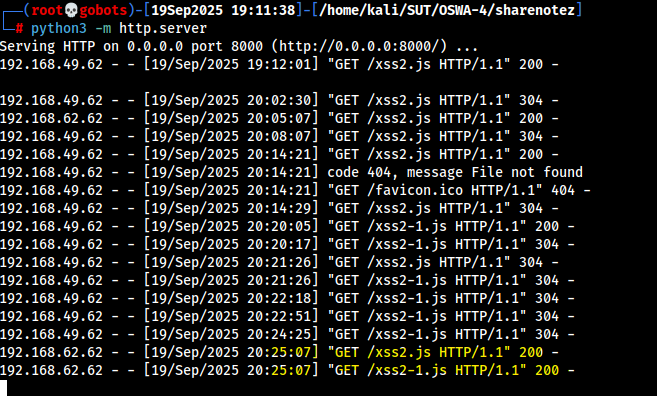 ──(root💀gobots)-[19Sep2025 19:11:38]-[/home/kali/SUT/OSWA-4/sharenotez]
└─# python3 -m http.server
Serving HTTP on 0.0.0.0 port 8000 (http://0.0.0.0:8000/) ...
192.168.49.62 - - [19/Sep/2025 19:12:01] "GET /xss2.js HTTP/1.1" 200 -
192.168.49.62 - - [19/Sep/2025 20:02:30] "GET /xss2.js HTTP/1.1" 304 -
192.168.62.62 - - [19/Sep/2025 20:05:07] "GET /xss2.js HTTP/1.1" 200 -
192.168.49.62 - - [19/Sep/2025 20:08:07] "GET /xss2.js HTTP/1.1" 304 -
192.168.49.62 - - [19/Sep/2025 20:14:21] "GET /xss2.js HTTP/1.1" 200 -
192.168.49.62 - - [19/Sep/2025 20:14:21] code 404, message File not found
192.168.49.62 - - [19/Sep/2025 20:14:21] "GET /favicon.ico HTTP/1.1" 404 -
192.168.49.62 - - [19/Sep/2025 20:14:29] "GET /xss2.js HTTP/1.1" 304 -
192.168.49.62 - - [19/Sep/2025 20:20:05] "GET /xss2-1.js HTTP/1.1" 200 -
192.168.49.62 - - [19/Sep/2025 20:20:17] "GET /xss2-1.js HTTP/1.1" 304 -
192.168.49.62 - - [19/Sep/2025 20:21:26] "GET /xss2.js HTTP/1.1" 304 -
192.168.49.62 - - [19/Sep/2025 20:21:26] "GET /xss2-1.js HTTP/1.1" 304 -
192.168.49.62 - - [19/Sep/2025 20:22:18] "GET /xss2-1.js HTTP/1.1" 304 -
192.168.49.62 - - [19/Sep/2025 20:22:51] "GET /xss2-1.js HTTP/1.1" 304 -
192.168.49.62 - - [19/Sep/2025 20:24:25] "GET /xss2-1.js HTTP/1.1" 304 -
192.168.62.62 - - [19/Sep/2025 20:25:07] "GET /xss2.js HTTP/1.1" 200 -
192.168.62.62 - - [19/Sep/2025 20:25:07] "GET /xss2-1.js HTTP/1.1" 200 -